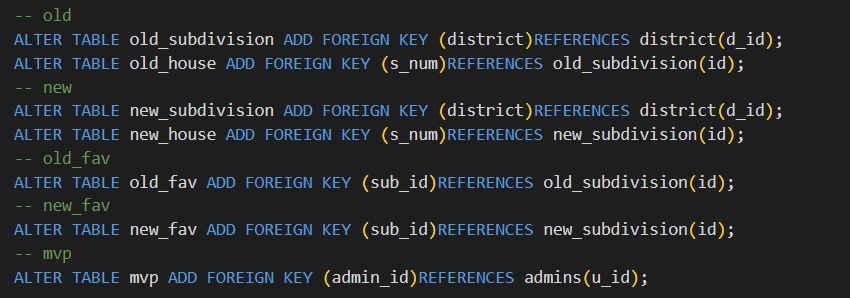 -- old
ALTER TABLE old_subdivision ADD FOREIGN KEY (district)REFERENCES district(d_id);
ALTER TABLE old_house ADD FOREIGN KEY (s_num)REFERENCES old_subdivision(id);
-- new
ALTER TABLE new_subdivision ADD FOREIGN KEY (district)REFERENCES district(d_id);
ALTER TABLE new_house ADD FOREIGN KEY (s_num)REFERENCES new_subdivision(id);
-- old_fav
ALTER TABLE old_fav ADD FOREIGN KEY (sub_id)REFERENCES old_subdivision(id);
-- new_fav
ALTER TABLE new_fav ADD FOREIGN KEY (sub_id)REFERENCES new_subdivision(id);
-- mvp
ALTER TABLE mvp ADD FOREIGN KEY (admin_id)REFERENCES admins(u_id);